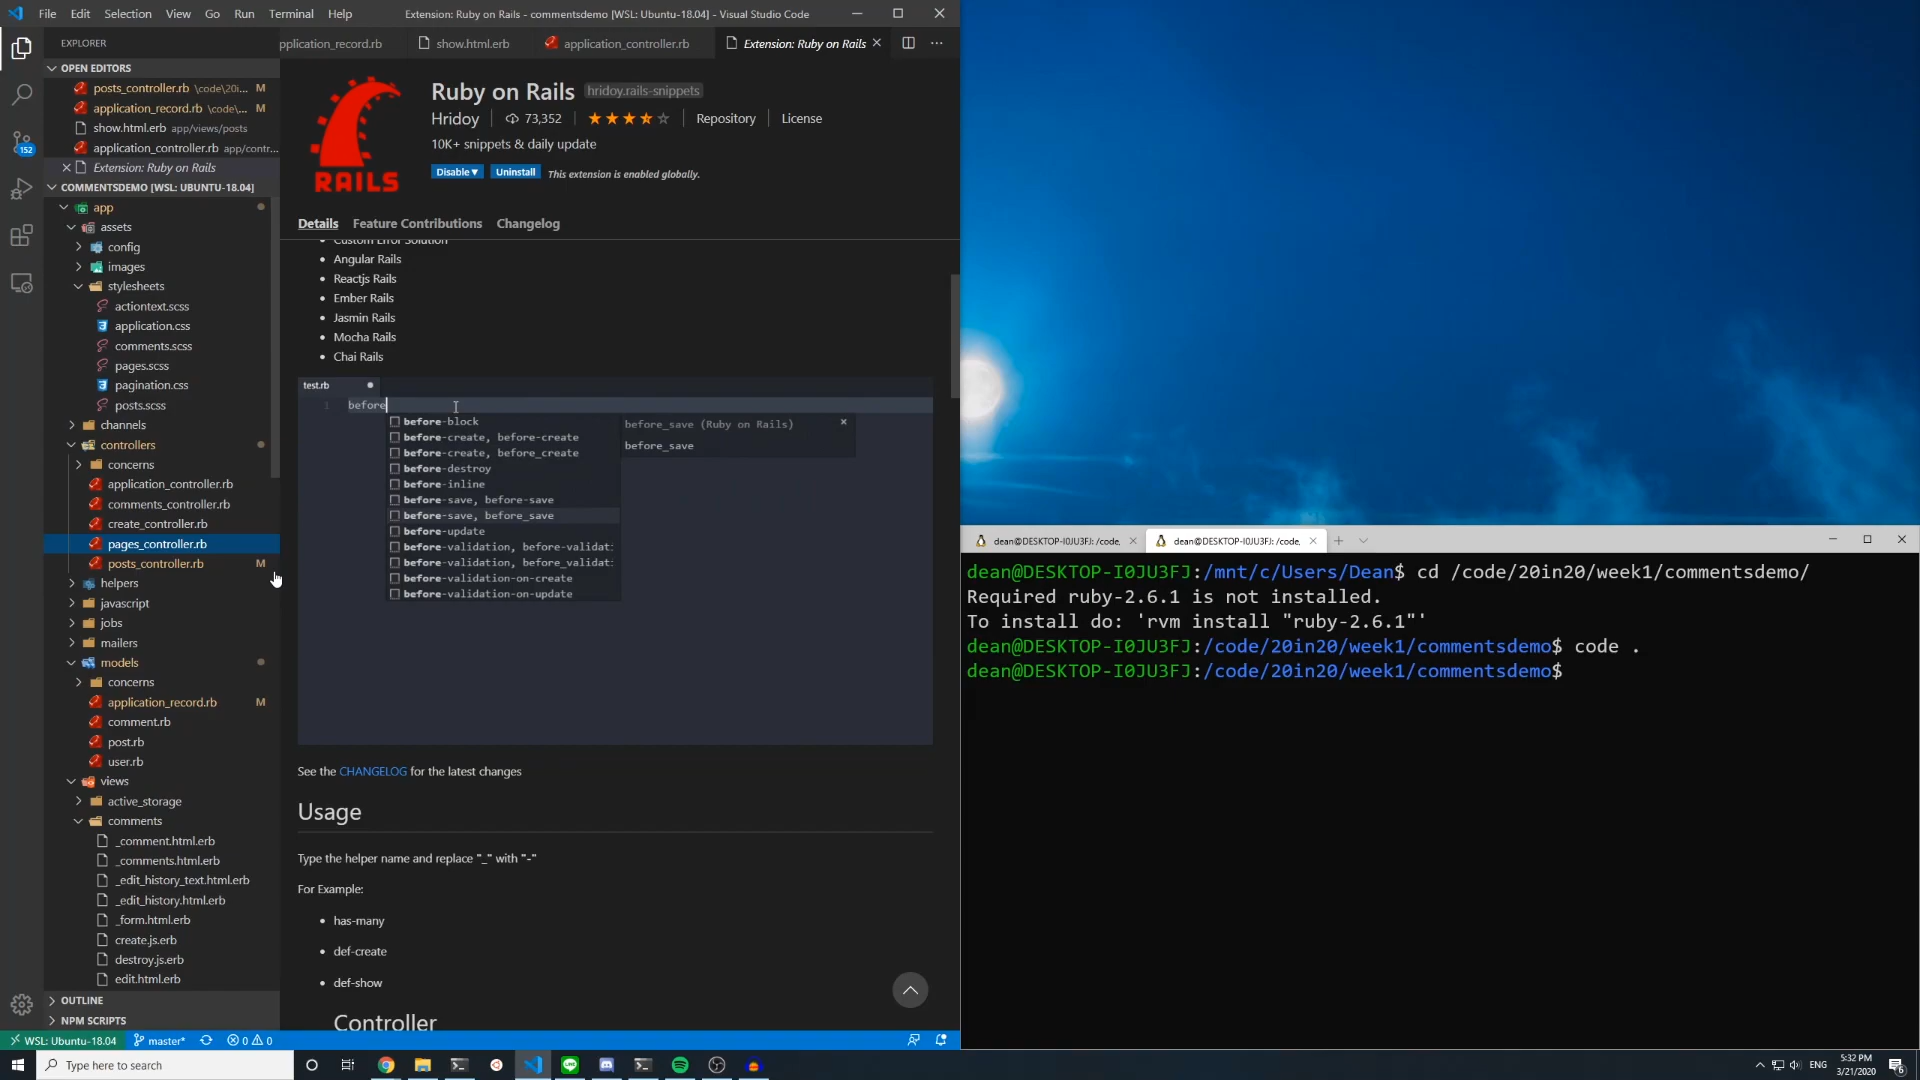 File Edit Selection View Go Run Terminal Help
Extension: Ruby on Rails - commentsdemo [WSL: Ubuntu-18.04] - Visual Studio Code
EXPLORER
pplication_record.rb
show.html.erb
application_controller.rb
Extension: Ruby on Rails
OPEN EDITORS
posts_controller.rb \code\20i... M
application_record.rb \code\... M
show.html.erb app/views/posts
application_controller.rb app/contr...
Extension: Ruby on Rails
COMMENTSDEMO [WSL: UBUNTU-18.04]
app
assets
config
images
stylesheets
actiontext.scss
application.css
comments.scss
pages.scss
pagination.css
posts.scss
channels
controllers
concerns
application_controller.rb
comments_controller.rb
create_controller.rb
pages_controller.rb
posts_controller.rb M
helpers
javascript
jobs
mailers
models
concerns
application_record.rb M
comment.rb
post.rb
user.rb
views
active_storage
comments
_comment.html.erb
_comments.html.erb
_edit_history_text.html.erb
_edit_history.html.erb
_form.html.erb
create.js.erb
destroy.js.erb
edit.html.erb
OUTLINE
NPM SCRIPTS
152
RAILS
Ruby on Rails hridoy.rails-snippets
Hridoy 73,352 Repository License
10K+ snippets & daily update
Disable Uninstall This extension is enabled globally.
Details Feature Contributions Changelog
Custom Error Solution
Angular Rails
Reactjs Rails
Ember Rails
Jasmin Rails
Mocha Rails
Chai Rails
test.rb
1 before
before-block
before-create, before-create
before-create, before_create
before-destroy
before-inline
before-save, before-save
before-save, before_save
before-update
before-validation, before-validati
before-validation, before_validati
before-validation-on-create
before-validation-on-update
before_save (Ruby on Rails)
before_save
See the CHANGELOG for the latest changes
Usage
Type the helper name and replace "_" with "-"
For Example:
has-many
def-create
def-show
Controller
WSL: Ubuntu-18.04 master* 0 0
dean@DESKTOP-I0JU3FJ: /code,
dean@DESKTOP-I0JU3FJ: /code,
dean@DESKTOP-I0JU3FJ:/mnt/c/Users/Dean$ cd /code/20in20/week1/commentsdemo/
Required ruby-2.6.1 is not installed.
To install do: 'rvm install "ruby-2.6.1"'
dean@DESKTOP-I0JU3FJ:/code/20in20/week1/commentsdemo$ code .
dean@DESKTOP-I0JU3FJ:/code/20in20/week1/commentsdemo$
Type here to search
ENG
5:32 PM
3/21/2020
6